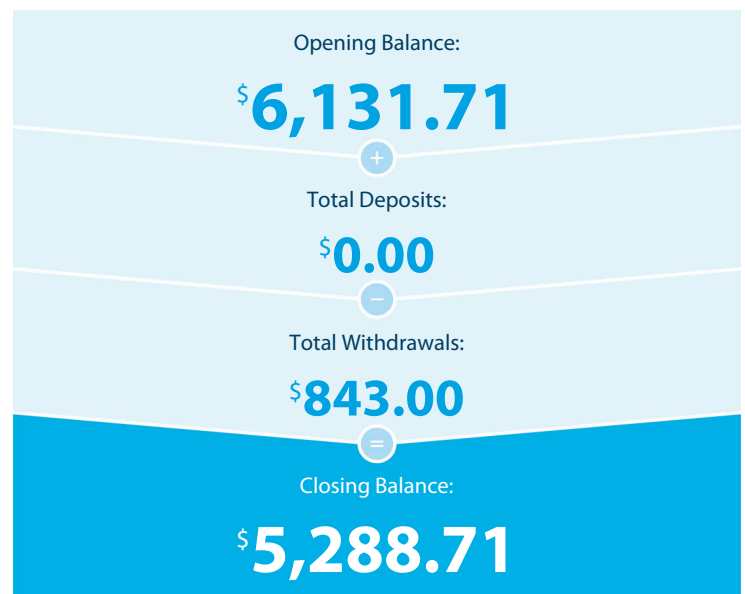 Opening Balance:
$6,131.71
+
Total Deposits:
$0.00
−
Total Withdrawals:
$843.00
=
Closing Balance:
$5,288.71